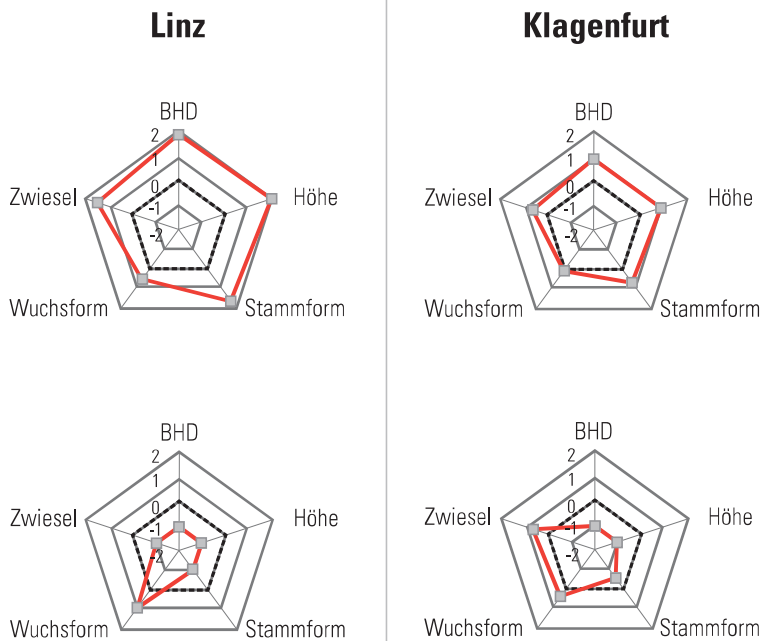 Linz
Klagenfurt
BHD
2
1
0
-1
-2
Zwiesel
Höhe
Wuchsform
Stammform
BHD
2
1
0
-1
-2
Zwiesel
Höhe
Wuchsform
Stammform
BHD
2
1
0
-1
-2
Zwiesel
Höhe
Wuchsform
Stammform
BHD
2
1
0
-1
-2
Zwiesel
Höhe
Wuchsform
Stammform